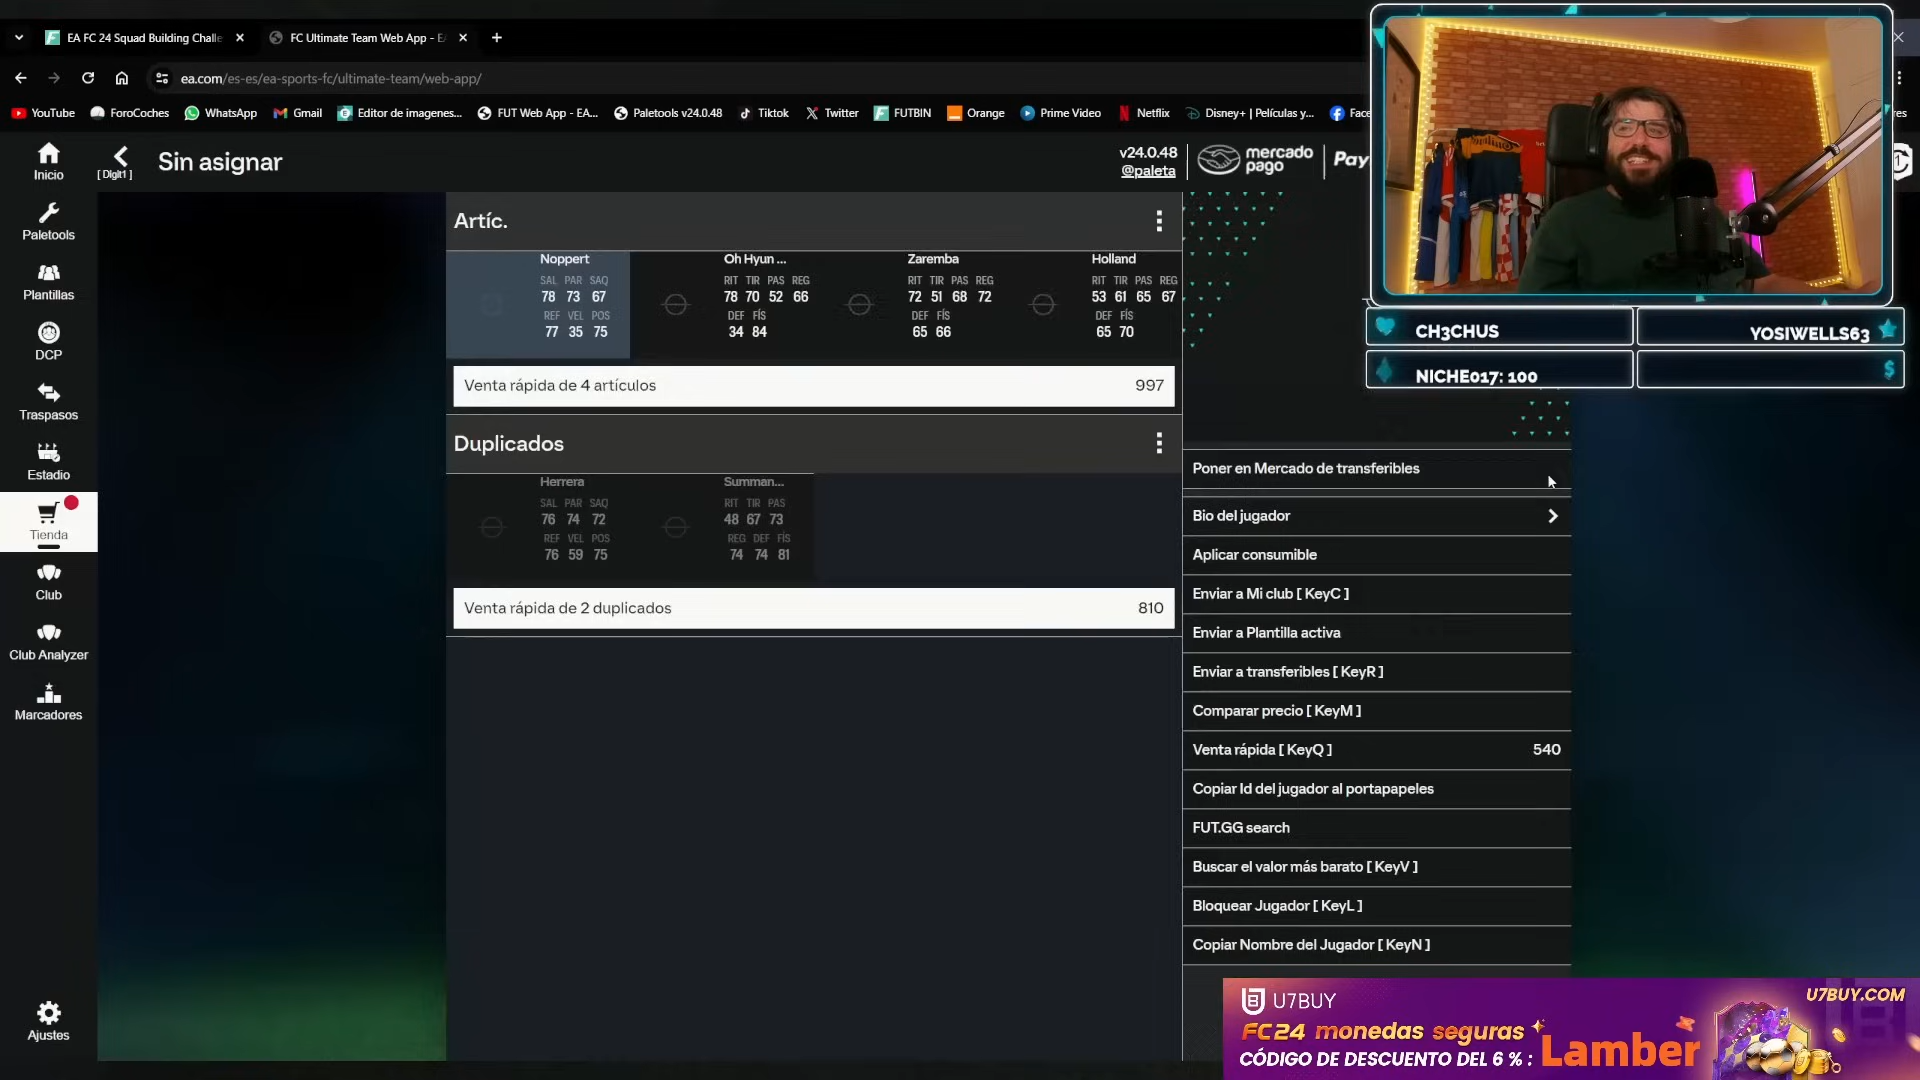 EA FC 24 Squad Building Challe
FC Ultimate Team Web App - EA
ea.com/es-es/ea-sports-fc/ultimate-team/web-app/
YouTube
ForoCoches
WhatsApp
Gmail
Editor de imagenes...
FUT Web App - EA...
Paletools v24.0.48
Tiktok
Twitter
FUTBIN
Orange
Prime Video
Netflix
Disney+ | Películas y...
Face
res
Inicio
[ Digit1 ]
Sin asignar
v24.0.48
@paleta
mercado
pago
Pay
Paletools
Plantillas
DCP
Traspasos
Estadio
Tienda
Club
Club Analyzer
Marcadores
Ajustes
Artíc.
Noppert
SAL PAR SAQ
78 73 67
REF VEL POS
77 35 75
Oh Hyun ...
RIT TIR PAS REG
78 70 52 66
DEF FÍS
34 84
Zaremba
RIT TIR PAS REG
72 51 68 72
DEF FÍS
65 66
Holland
RIT TIR PAS REG
53 61 65 67
DEF FÍS
65 70
Venta rápida de 4 artículos 997
Duplicados
Herrera
SAL PAR SAQ
76 74 72
REF VEL POS
76 59 75
Summan...
RIT TIR PAS
48 67 73
REG DEF FÍS
74 74 81
Venta rápida de 2 duplicados 810
Poner en Mercado de transferibles
Bio del jugador
Aplicar consumible
Enviar a Mi club [ KeyC ]
Enviar a Plantilla activa
Enviar a transferibles [ KeyR ]
Comparar precio [ KeyM ]
Venta rápida [ KeyQ ] 540
Copiar Id del jugador al portapapeles
FUT.GG search
Buscar el valor más barato [ KeyV ]
Bloquear Jugador [ KeyL ]
Copiar Nombre del Jugador [ KeyN ]
CH3CHUS
YOSIWELLS63
NICHE017: 100
U7BUY
U7BUY.COM
FC24 monedas seguras
CÓDIGO DE DESCUENTO DEL 6 % : Lamber